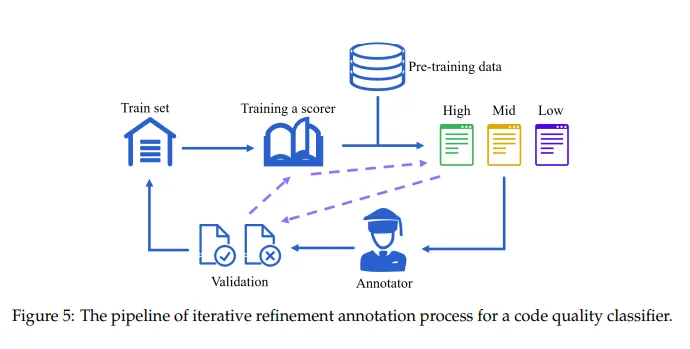 Pre-training data
Train set
Training a scorer
High
Mid
Low
Validation
Annotator
Figure 5: The pipeline of iterative refinement annotation process for a code quality classifier.